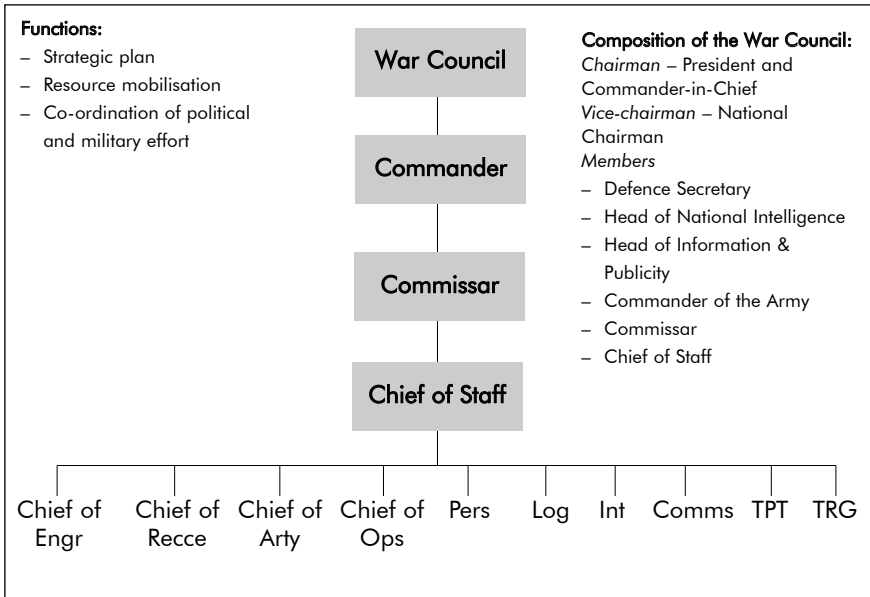 Functions:
– Strategic plan
– Resource mobilisation
– Co-ordination of political
and military effort
War Council
Commander
Commissar
Chief of Staff
Composition of the War Council:
Chairman – President and
Commander-in-Chief
Vice-chairman – National
Chairman
Members
– Defence Secretary
– Head of National Intelligence
– Head of Information &
Publicity
– Commander of the Army
– Commissar
– Chief of Staff
Chief of
Engr
Chief of
Recce
Chief of
Arty
Chief of
Ops
Pers
Log
Int
Comms
TPT
TRG